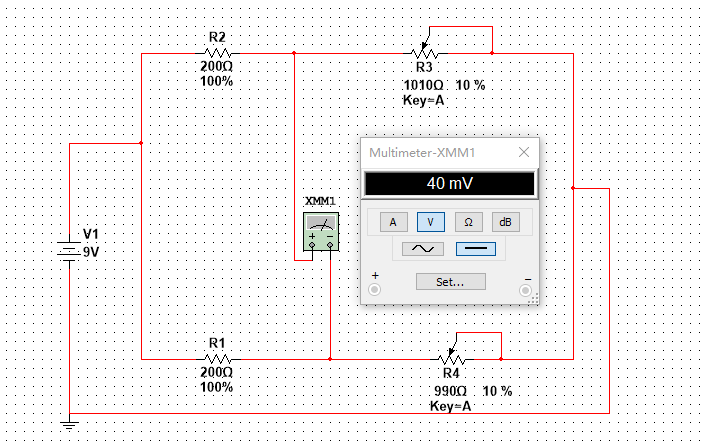 R2
200Ω
100%
R3
1010Ω 10 %
Key=A
Multimeter-XMM1
40 mV
A V Ω dB
Set...
+ −
XMM1
+ −
V1
9V
R1
200Ω
100%
R4
990Ω 10 %
Key=A